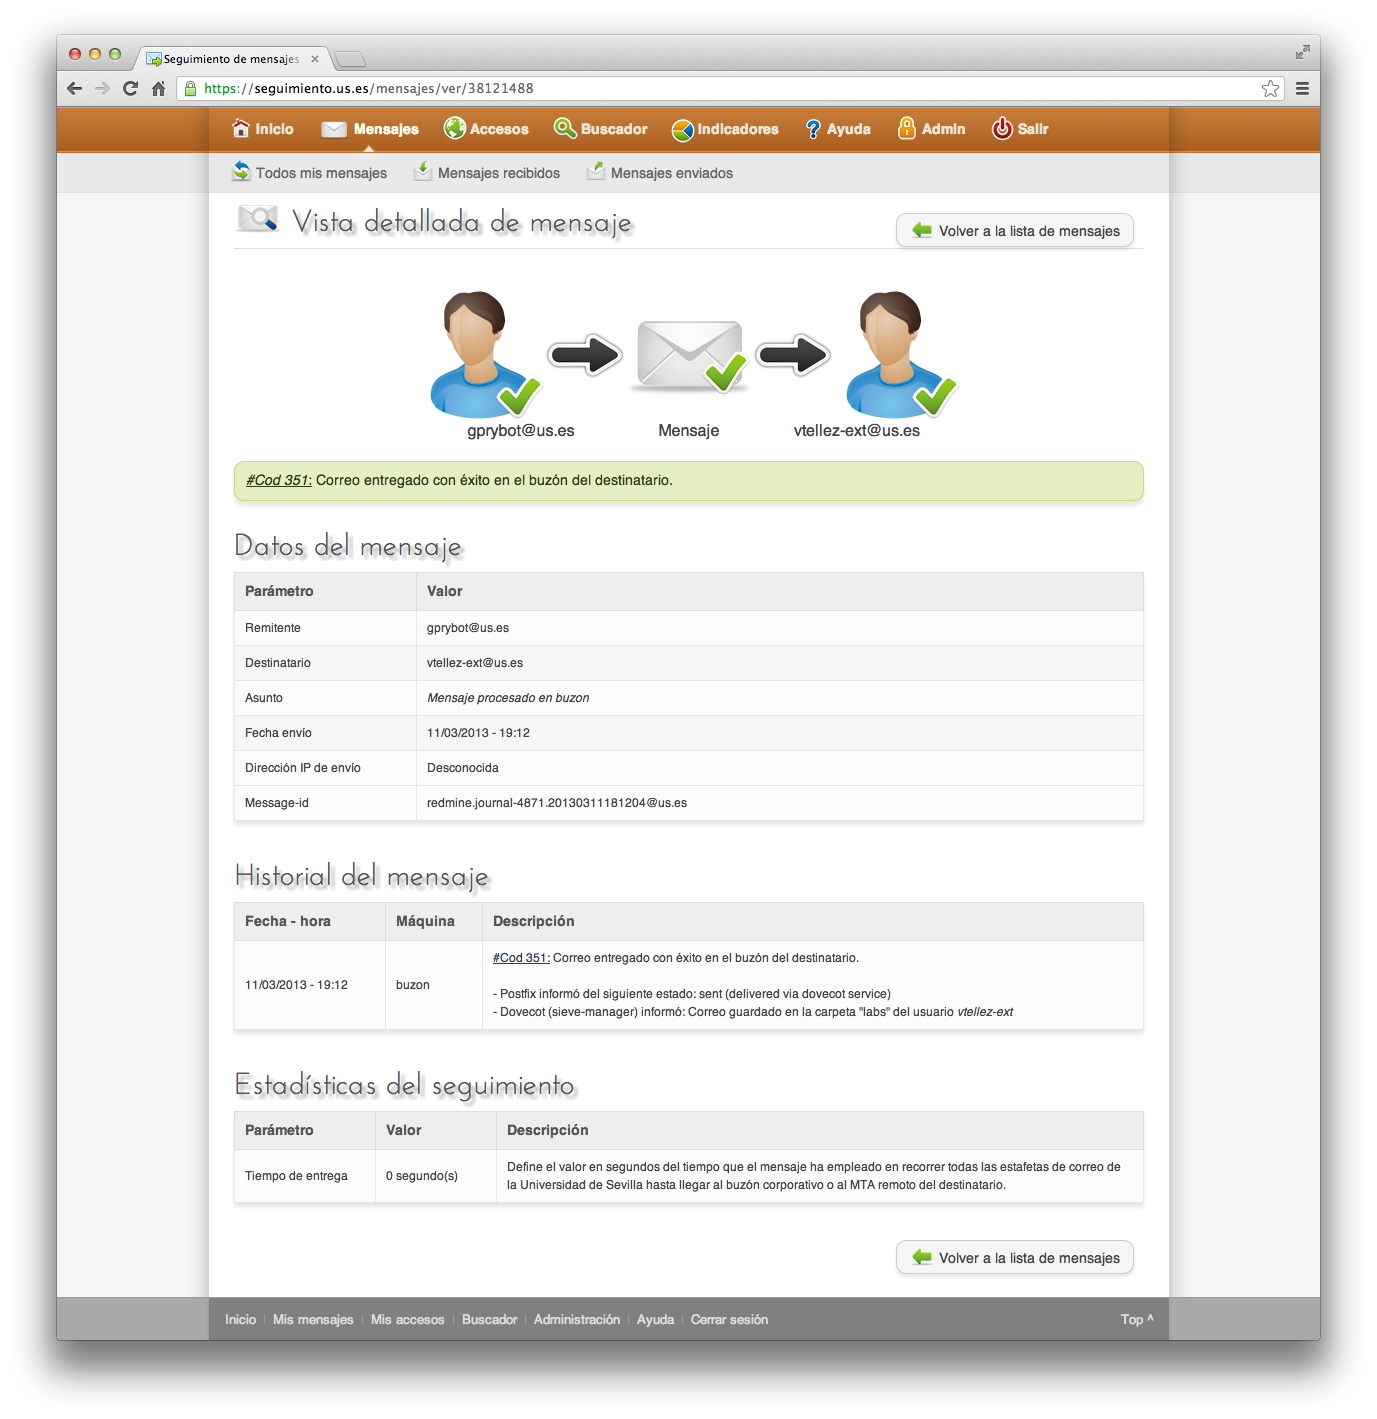 Seguimiento de mensajes
https://seguimiento.us.es/mensajes/ver/38121488
Inicio Mensajes Accesos Buscador Indicadores Ayuda Admin Salir
Todos mis mensajes Mensajes recibidos Mensajes enviados
Vista detallada de mensaje
Volver a la lista de mensajes
gprybot@us.es Mensaje vtellez-ext@us.es
#Cod 351: Correo entregado con éxito en el buzón del destinatario.
Datos del mensaje
Parámetro Valor
Remitente gprybot@us.es
Destinatario vtellez-ext@us.es
Asunto Mensaje procesado en buzon
Fecha envío 11/03/2013 - 19:12
Dirección IP de envío Desconocida
Message-id redmine.journal-4871.20130311181204@us.es
Historial del mensaje
Fecha - hora Máquina Descripción
#Cod 351: Correo entregado con éxito en el buzón del destinatario.
11/03/2013 - 19:12 buzon
- Postfix informó del siguiente estado: sent (delivered via dovecot service)
- Dovecot (sieve-manager) informó: Correo guardado en la carpeta "labs" del usuario vtellez-ext
Estadísticas del seguimiento
Parámetro Valor Descripción
Tiempo de entrega 0 segundo(s) Define el valor en segundos del tiempo que el mensaje ha empleado en recorrer todas las estafetas de correo de
la Universidad de Sevilla hasta llegar al buzón corporativo o al MTA remoto del destinatario.
Volver a la lista de mensajes
Inicio Mis mensajes Mis accesos Buscador Administración Ayuda Cerrar sesión Top ^